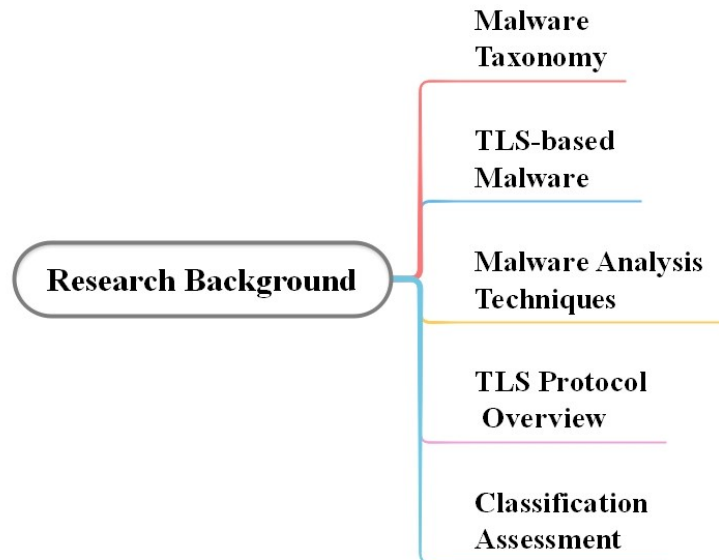 Malware
Taxonomy
TLS-based
Malware
Research Background
Malware Analysis
Techniques
TLS Protocol
Overview
Classification
Assessment